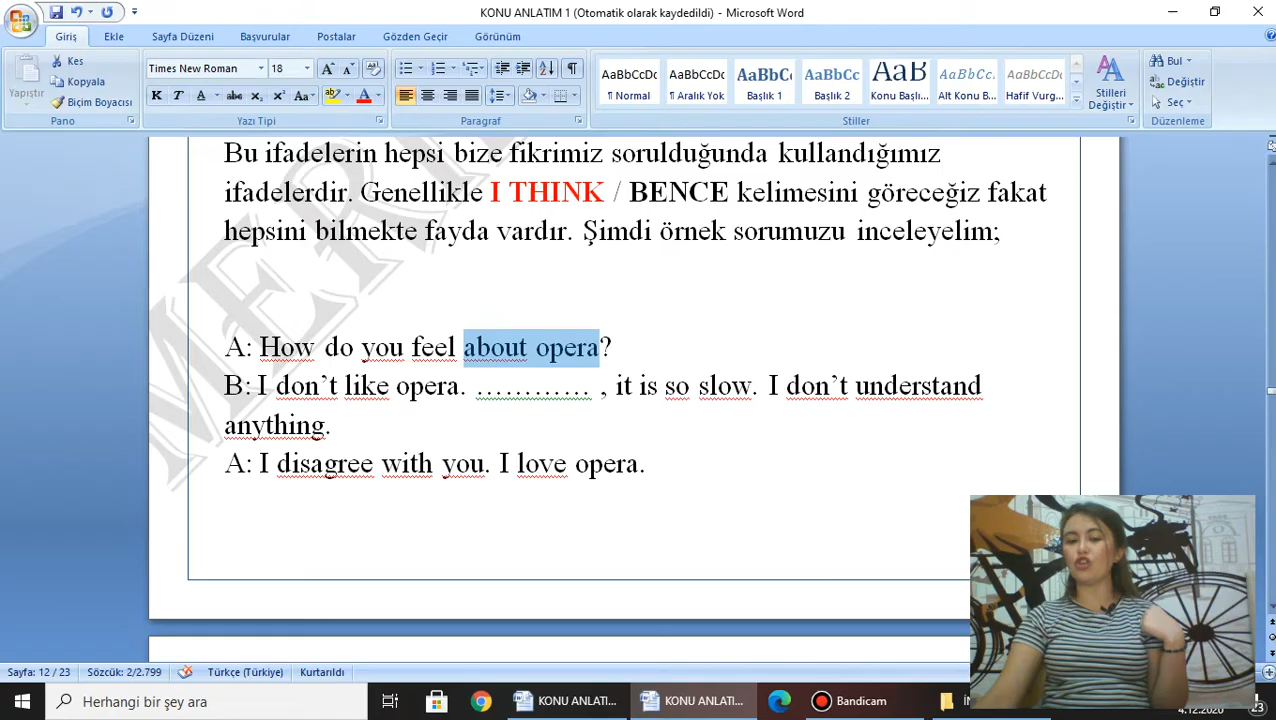 KONU ANLATIM 1 (Otomatik olarak kaydedildi) - Microsoft Word
Giriş Ekle Sayfa Düzeni Başvurular Postalar Gözden Geçir Görünüm
Yapıştır
Kes
Kopyala
Biçim Boyacısı
Pano
Times New Roman 18
Yazı Tipi
Paragraf
AaBbCcDc ¶ Normal
AaBbCcDc ¶ Aralık Yok
AaBbCc Başlık 1
AaBbCc Başlık 2
AaB Konu Başlı...
AaBbCc Alt Konu B...
AaBbCcDc Hafif Vurg...
Stilleri Değiştir
Stiller
Bul
Değiştir
Seç
Düzenleme
Bu ifadelerin hepsi bize fikrimiz sorulduğunda kullandığımız
ifadelerdir. Genellikle I THINK / BENCE kelimesini göreceğiz fakat
hepsini bilmekte fayda vardır. Şimdi örnek sorumuzu inceleyelim;
A: How do you feel about opera?
B: I don’t like opera. ………… , it is so slow. I don’t understand
anything.
A: I disagree with you. I love opera.
Sayfa: 12 / 23 Sözcük: 2/2.799 Türkçe (Türkiye) Kurtarıldı
Herhangi bir şey ara
KONU ANLATI...
KONU ANLATI...
Bandicam
4.12.2020
23